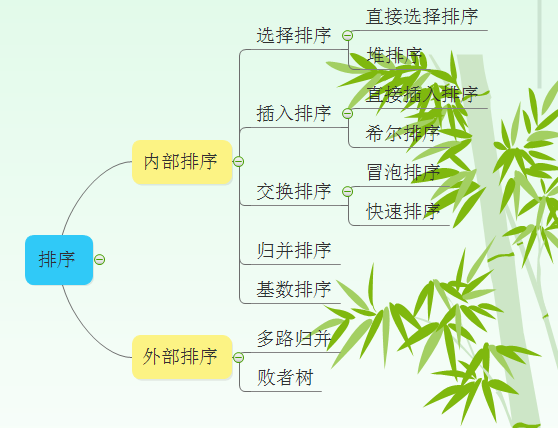 排序
内部排序
选择排序
直接选择排序
堆排序
插入排序
直接插入排序
希尔排序
交换排序
冒泡排序
快速排序
归并排序
基数排序
外部排序
多路归并
败者树